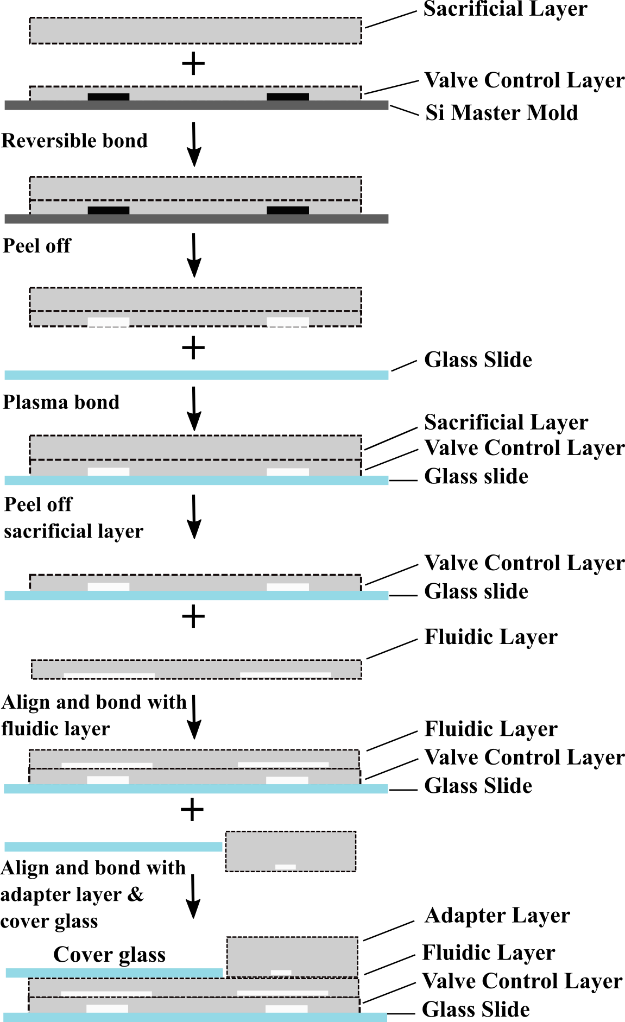 Sacrificial Layer
+
Valve Control Layer
Si Master Mold
Reversible bond
Peel off
+
Glass Slide
Plasma bond
Sacrificial Layer
Valve Control Layer
Glass slide
Peel off
sacrificial layer
Valve Control Layer
Glass slide
+
Fluidic Layer
Align and bond with
fluidic layer
Fluidic Layer
Valve Control Layer
Glass Slide
+
Align and bond with
adapter layer &
cover glass
Adapter Layer
Cover glass
Fluidic Layer
Valve Control Layer
Glass Slide